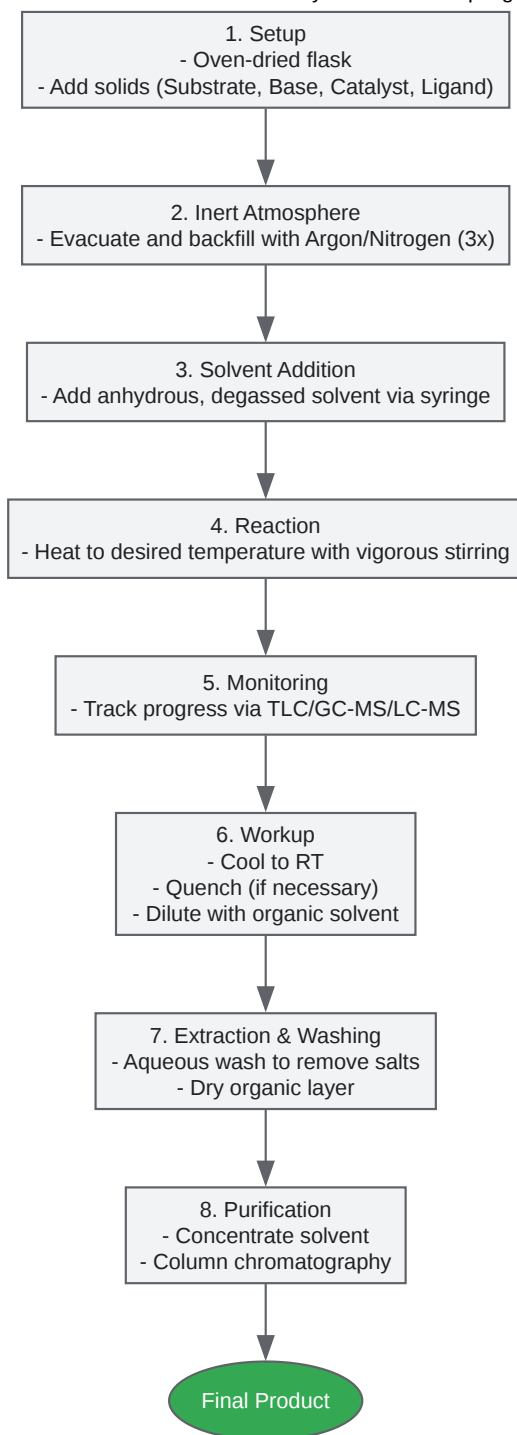 1. Setup
- Oven-dried flask
- Add solids (Substrate, Base, Catalyst, Ligand)
2. Inert Atmosphere
- Evacuate and backfill with Argon/Nitrogen (3x)
3. Solvent Addition
- Add anhydrous, degassed solvent via syringe
4. Reaction
- Heat to desired temperature with vigorous stirring
5. Monitoring
- Track progress via TLC/GC-MS/LC-MS
6. Workup
- Cool to RT
- Quench (if necessary)
- Dilute with organic solvent
7. Extraction & Washing
- Aqueous wash to remove salts
- Dry organic layer
8. Purification
- Concentrate solvent
- Column chromatography
Final Product